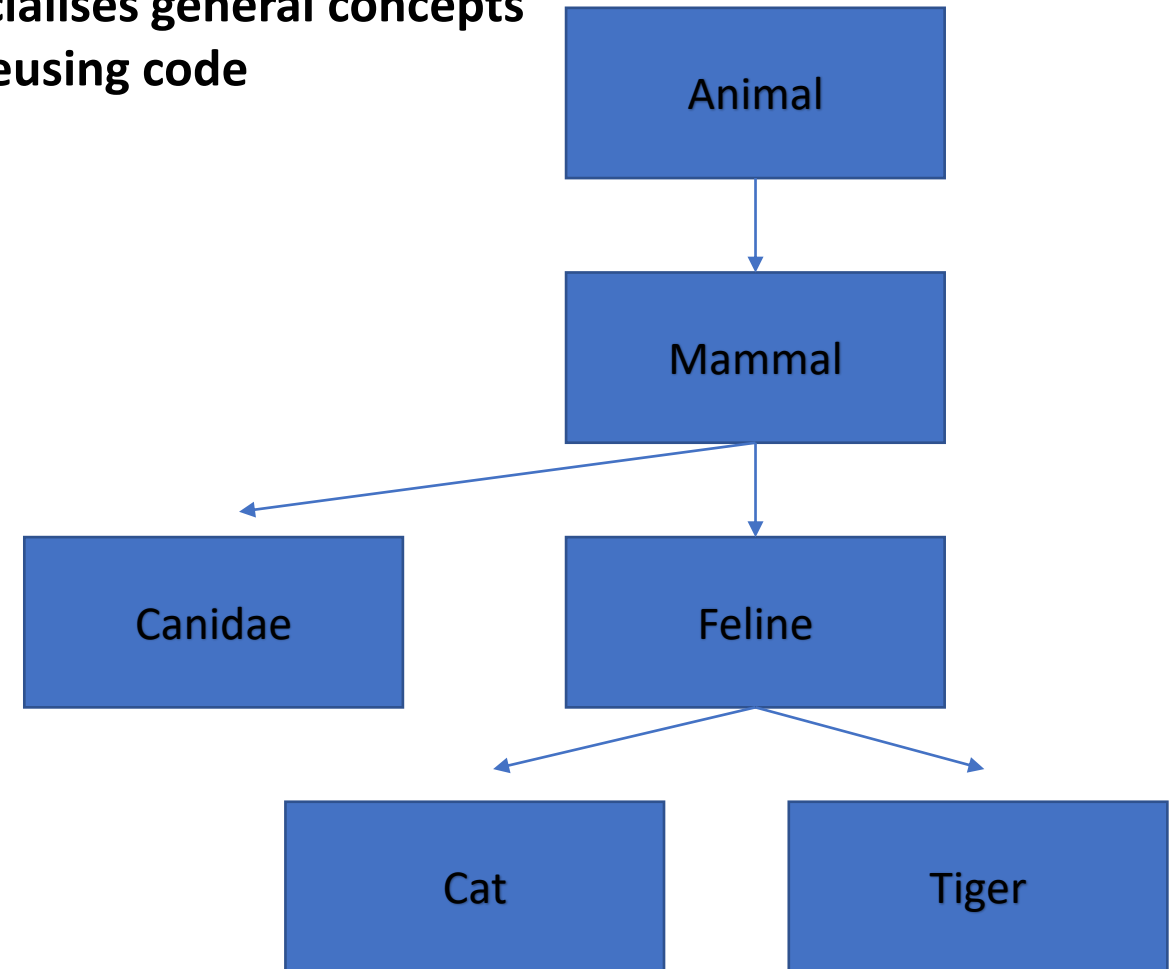 cialises general concepts
eusing code
Animal
Mammal
Canidae
Feline
Cat
Tiger